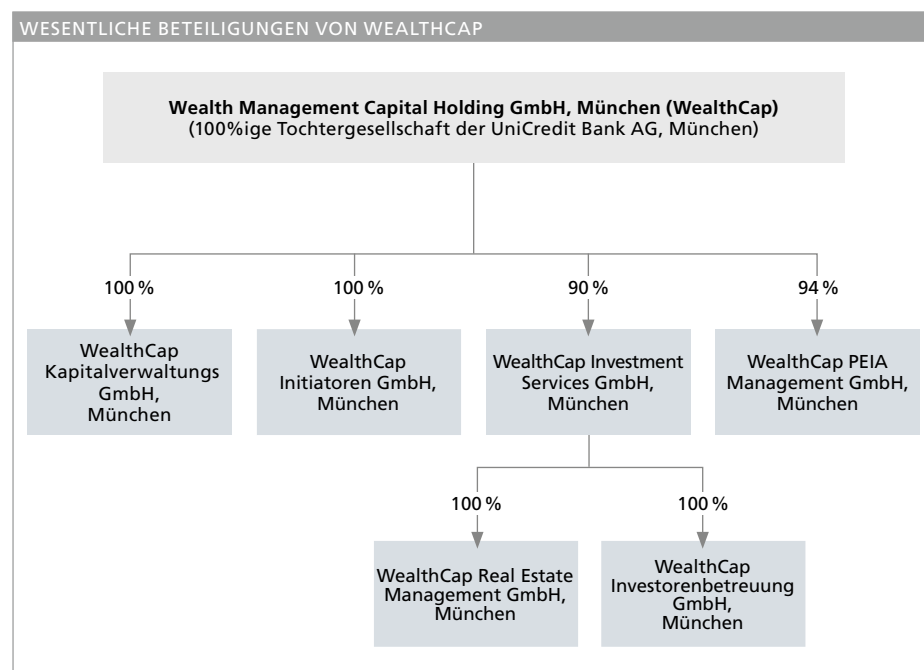 WESENTLICHE BETEILIGUNGEN VON WEALTHCAP
Wealth Management Capital Holding GmbH, München (WealthCap)
(100%ige Tochtergesellschaft der UniCredit Bank AG, München)
100 %
100 %
90 %
94 %
WealthCap
Kapitalverwaltungs
GmbH,
München
WealthCap
Initiatoren GmbH,
München
WealthCap Investment
Services GmbH,
München
WealthCap PEIA
Management GmbH,
München
100 %
100 %
WealthCap Real Estate
Management GmbH,
München
WealthCap
Investorenbetreuung
GmbH,
München